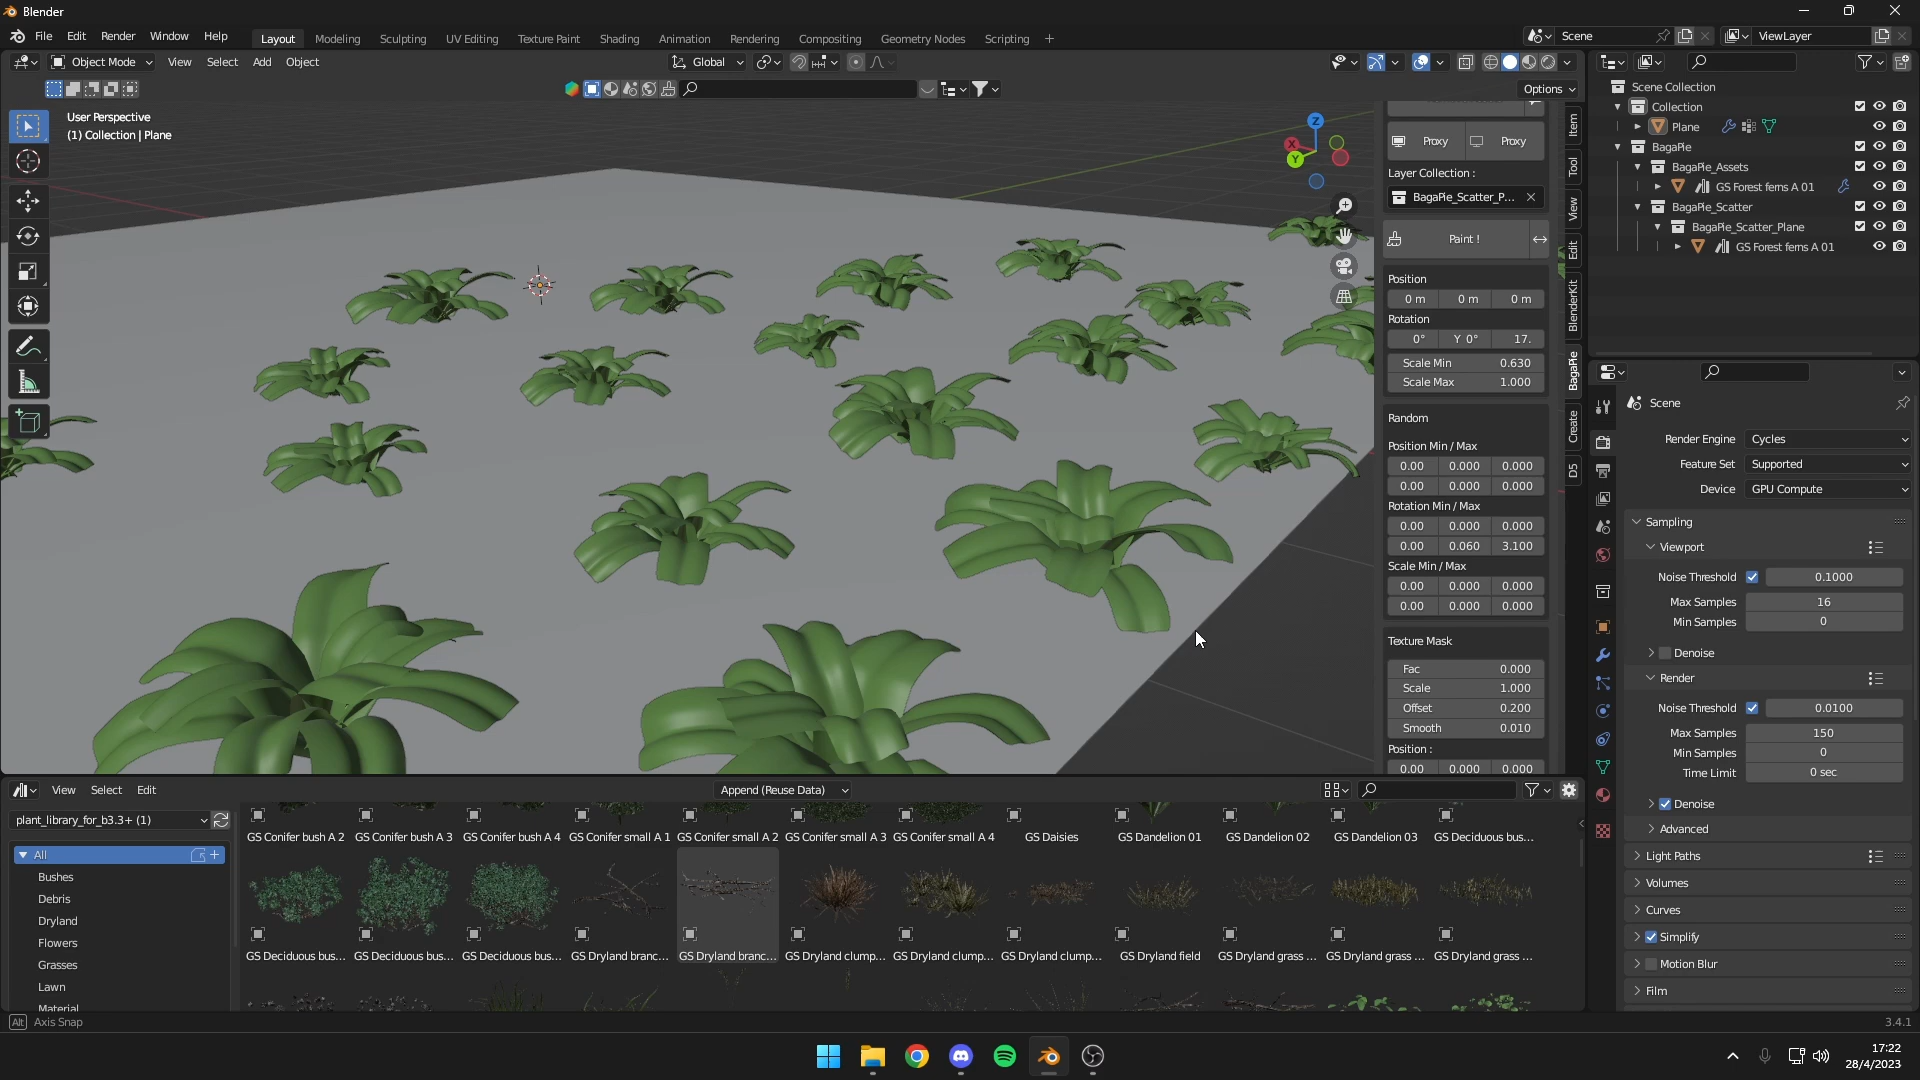 Blender
File Edit Render Window Help Layout Modeling Sculpting UV Editing Texture Paint Shading Animation Rendering Compositing Geometry Nodes Scripting + Scene ViewLayer
Object Mode View Select Add Object Global
Options
User Perspective
(1) Collection | Plane
Z
X
Y
Proxy Proxy
Layer Collection :
BagaPie_Scatter_P...
Paint !
Position
0 m 0 m 0 m
Rotation
0° Y 0° 17.
Scale Min 0.630
Scale Max 1.000
Random
Position Min / Max
0.00 0.000 0.000
0.00 0.000 0.000
Rotation Min / Max
0.00 0.000 0.000
0.00 0.060 3.100
Scale Min / Max
0.00 0.000 0.000
0.00 0.000 0.000
Texture Mask
Fac 0.000
Scale 1.000
Offset 0.200
Smooth 0.010
Position :
0.00 0.000 0.000
Item
Tool
View
Edit
BlenderKit
BagaPie
Create
D5
Scene Collection
Collection
Plane
BagaPie
BagaPie_Assets
GS Forest ferns A 01
BagaPie_Scatter
BagaPie_Scatter_Plane
GS Forest ferns A 01
Scene
Render Engine Cycles
Feature Set Supported
Device GPU Compute
Sampling
Viewport
Noise Threshold 0.1000
Max Samples 16
Min Samples 0
Denoise
Render
Noise Threshold 0.0100
Max Samples 150
Min Samples 0
Time Limit 0 sec
Denoise
Advanced
Light Paths
Volumes
Curves
Simplify
Motion Blur
Film
View Select Edit Append (Reuse Data)
plant_library_for_b3.3+ (1)
All
Bushes
Debris
Dryland
Flowers
Grasses
Lawn
Material
GS Conifer bush A 2 GS Conifer bush A 3 GS Conifer bush A 4 GS Conifer small A 1 GS Conifer small A 2 GS Conifer small A 3 GS Conifer small A 4 GS Daisies GS Dandelion 01 GS Dandelion 02 GS Dandelion 03 GS Deciduous bus...
GS Deciduous bus... GS Deciduous bus... GS Deciduous bus... GS Dryland branc... GS Dryland branc... GS Dryland clump... GS Dryland clump... GS Dryland clump... GS Dryland field GS Dryland grass ... GS Dryland grass ... GS Dryland grass ...
Alt Axis Snap
3.4.1
17:22
28/4/2023